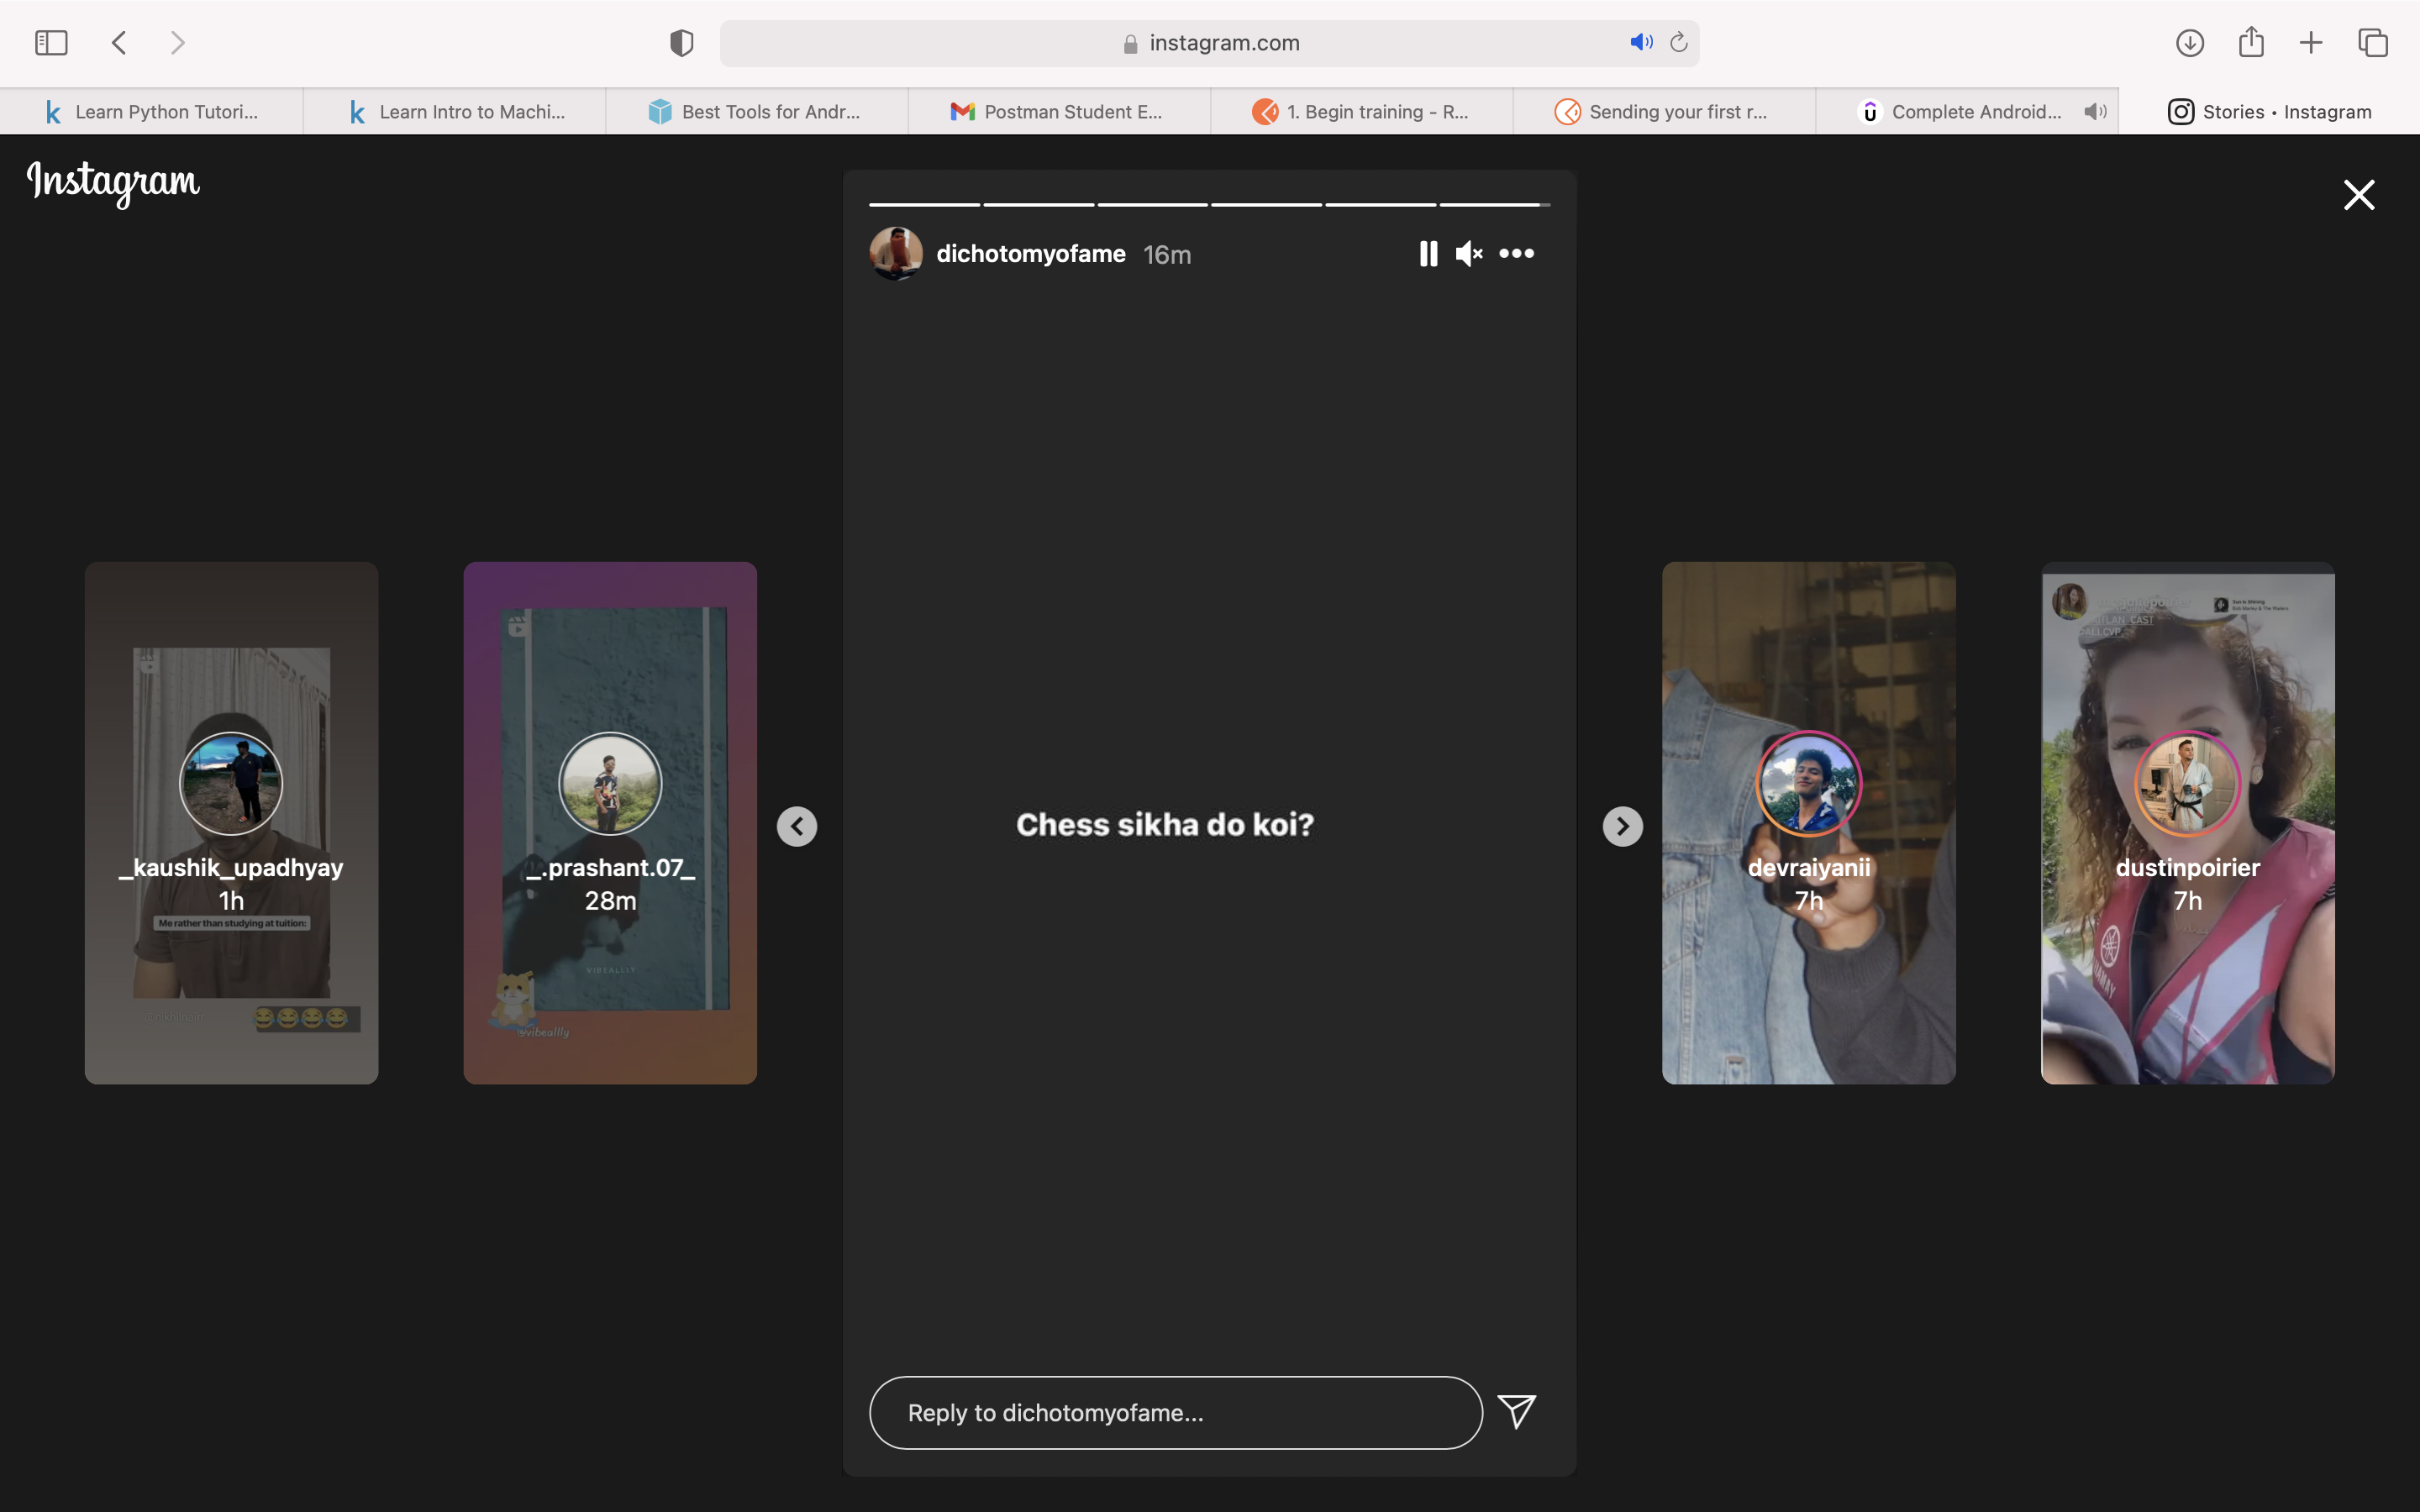 instagram.com
Learn Python Tutori...
Learn Intro to Machi...
Best Tools for Andr...
Postman Student E...
1. Begin training - R...
Sending your first r...
Complete Android...
Stories • Instagram
Instagram
dichotomyofame 16m
Chess sikha do koi?
Reply to dichotomyofame...
_kaushik_upadhyay
1h
Me rather than studying at tuition:
_.prashant.07_
28m
VIBEALLLY
@vibeallly
devraiyanii
7h
dustinpoirier
7h